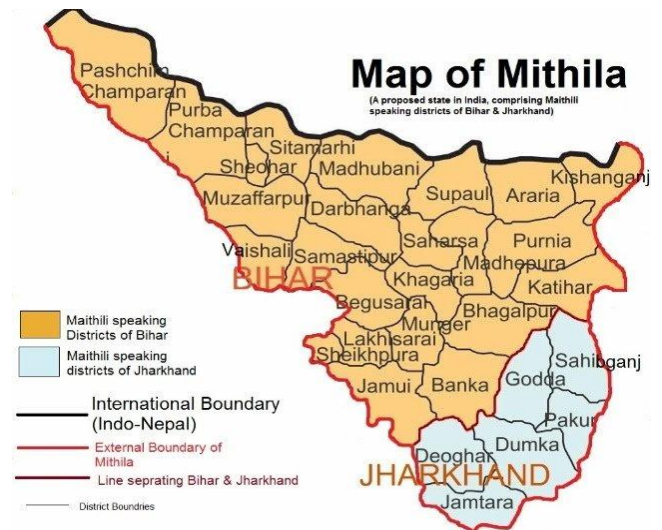 Map of Mithila
(A proposed state in India, comprising Maithili
speaking districts of Bihar & Jharkhand)
Pashchim
Champaran
Purba
Champaran
Sitamarhi
Sheohar
Madhubani
Supaul
Araria
Kishanganj
Muzaffarpur
Darbhanga
Saharsa
Purnia
Madhepura
Vaishali
Samastipur
BIHAR
Khagaria
Katihar
Begusarai
Munger
Bhagalpur
Lakhisarai
Sheikhpura
Jamui
Banka
Godda
Sahibganj
Pakur
Dumka
Deoghar
JHARKHAND
Jamtara
Maithili speaking
Districts of Bihar
Maithili speaking
districts of Jharkhand
International Boundary
(Indo-Nepal)
External Boundary of
Mithila
Line seprating Bihar & Jharkhand
District Boundries